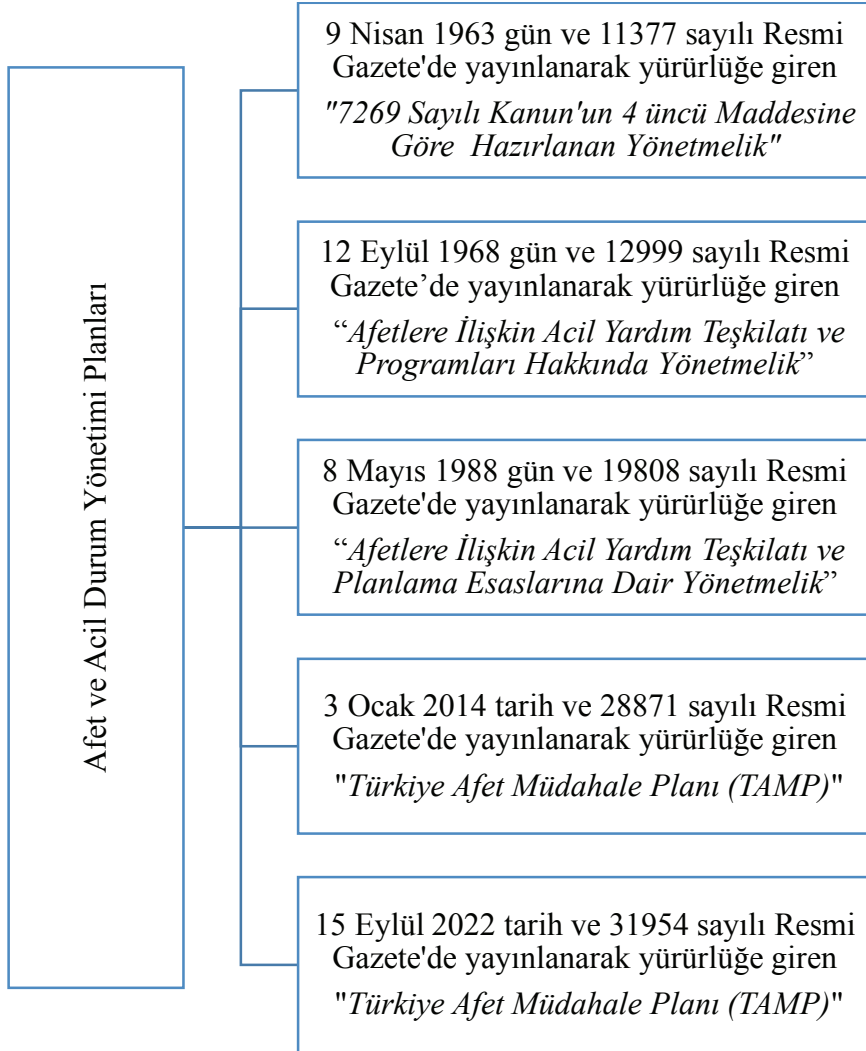 Afet ve Acil Durum Yönetimi Planları
9 Nisan 1963 gün ve 11377 sayılı Resmi
Gazete'de yayınlanarak yürürlüğe giren
"7269 Sayılı Kanun'un 4 üncü Maddesine
Göre Hazırlanan Yönetmelik"
12 Eylül 1968 gün ve 12999 sayılı Resmi
Gazete’de yayınlanarak yürürlüğe giren
“Afetlere İlişkin Acil Yardım Teşkilatı ve
Programları Hakkında Yönetmelik”
8 Mayıs 1988 gün ve 19808 sayılı Resmi
Gazete'de yayınlanarak yürürlüğe giren
“Afetlere İlişkin Acil Yardım Teşkilatı ve
Planlama Esaslarına Dair Yönetmelik”
3 Ocak 2014 tarih ve 28871 sayılı Resmi
Gazete'de yayınlanarak yürürlüğe giren
"Türkiye Afet Müdahale Planı (TAMP)"
15 Eylül 2022 tarih ve 31954 sayılı Resmi
Gazete'de yayınlanarak yürürlüğe giren
"Türkiye Afet Müdahale Planı (TAMP)"